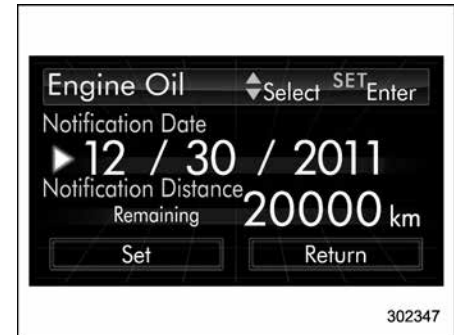 Engine Oil Select SET Enter
Notification Date
12 / 30 / 2011
Notification Distance
Remaining 20000 km
Set Return
302347